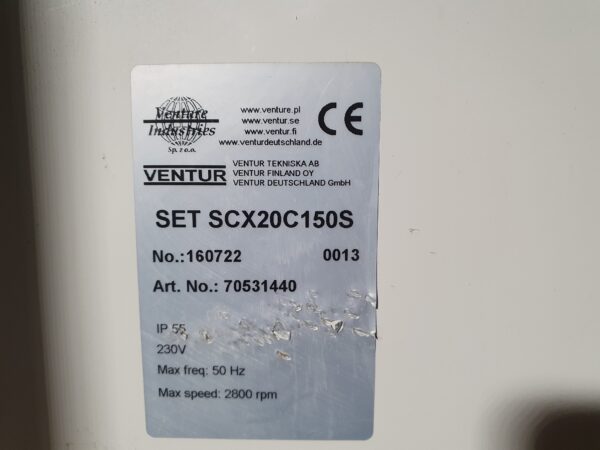 Venture
Industries
Sp. z o.o.
www.venture.pl
www.ventur.se
www.ventur.fi
www.venturdeutschland.de
CE
VENTUR
VENTUR TEKNISKA AB
VENTUR FINLAND OY
VENTUR DEUTSCHLAND GmbH
SET SCX20C150S
No.:160722 0013
Art. No.: 70531440
IP 55
230V
Max freq: 50 Hz
Max speed: 2800 rpm